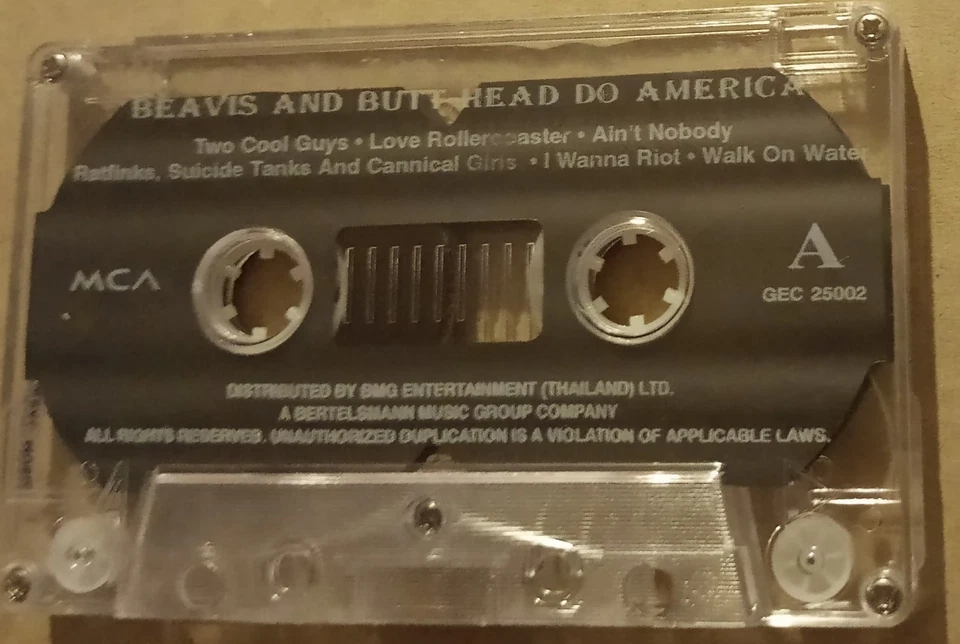 BEAVIS AND BUTT-HEAD DO AMERICA
Two Cool Guys • Love Rollercoaster • Ain't Nobody
Ratfinks, Suicide Tanks And Cannical Girls • I Wanna Riot • Walk On Water
MCA
A
GEC 25002
DISTRIBUTED BY BMG ENTERTAINMENT (THAILAND) LTD.
A BERTELSMANN MUSIC GROUP COMPANY
ALL RIGHTS RESERVED. UNAUTHORIZED DUPLICATION IS A VIOLATION OF APPLICABLE LAWS.